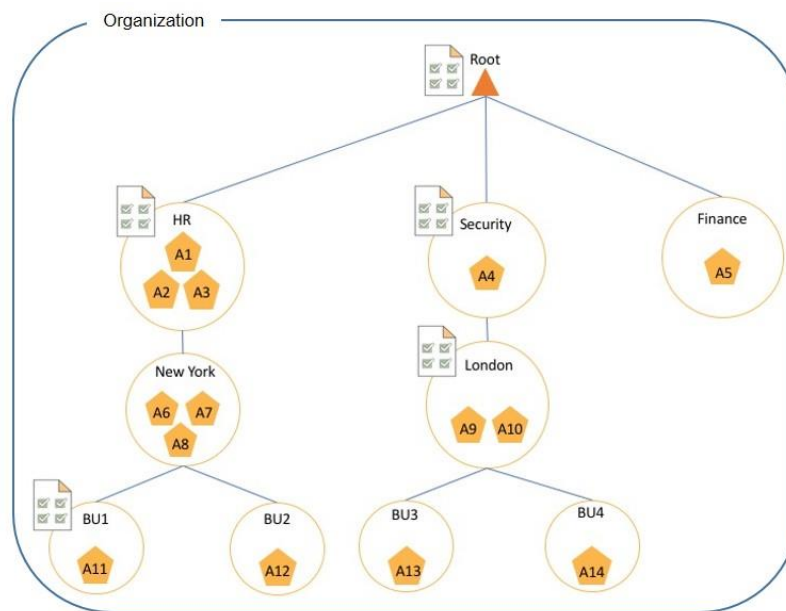 Organization
Root
HR
Security
Finance
A1
A4
A5
A2 A3
New York
London
A6 A7
A9 A10
A8
BU1
BU2
BU3
BU4
A11
A12
A13
A14